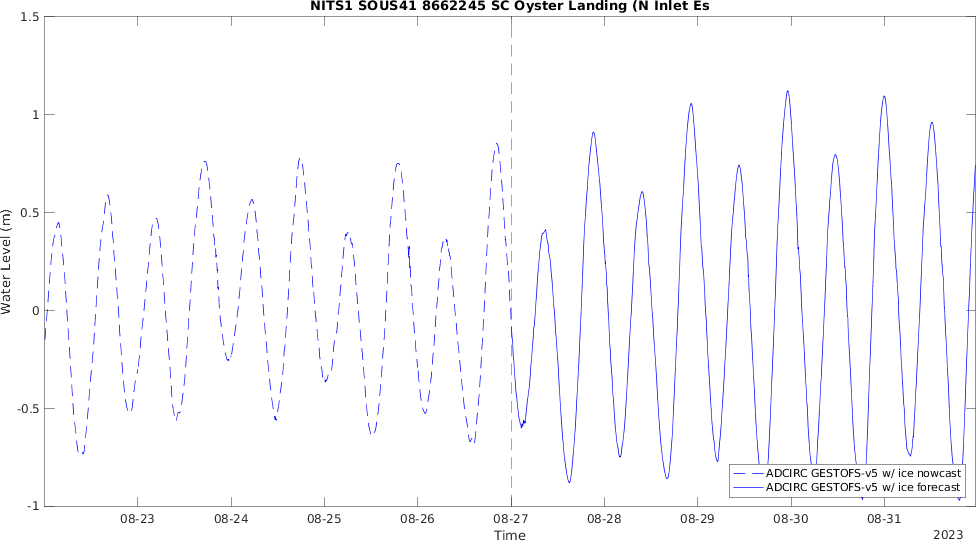 NITS1 SOUS41 8662245 SC Oyster Landing (N Inlet Es
1.5
1
0.5
0
-0.5
-1
Water Level (m)
08-23 08-24 08-25 08-26 08-27 08-28 08-29 08-30 08-31
Time
2023
ADCIRC GESTOFS-v5 w/ ice nowcast
ADCIRC GESTOFS-v5 w/ ice forecast